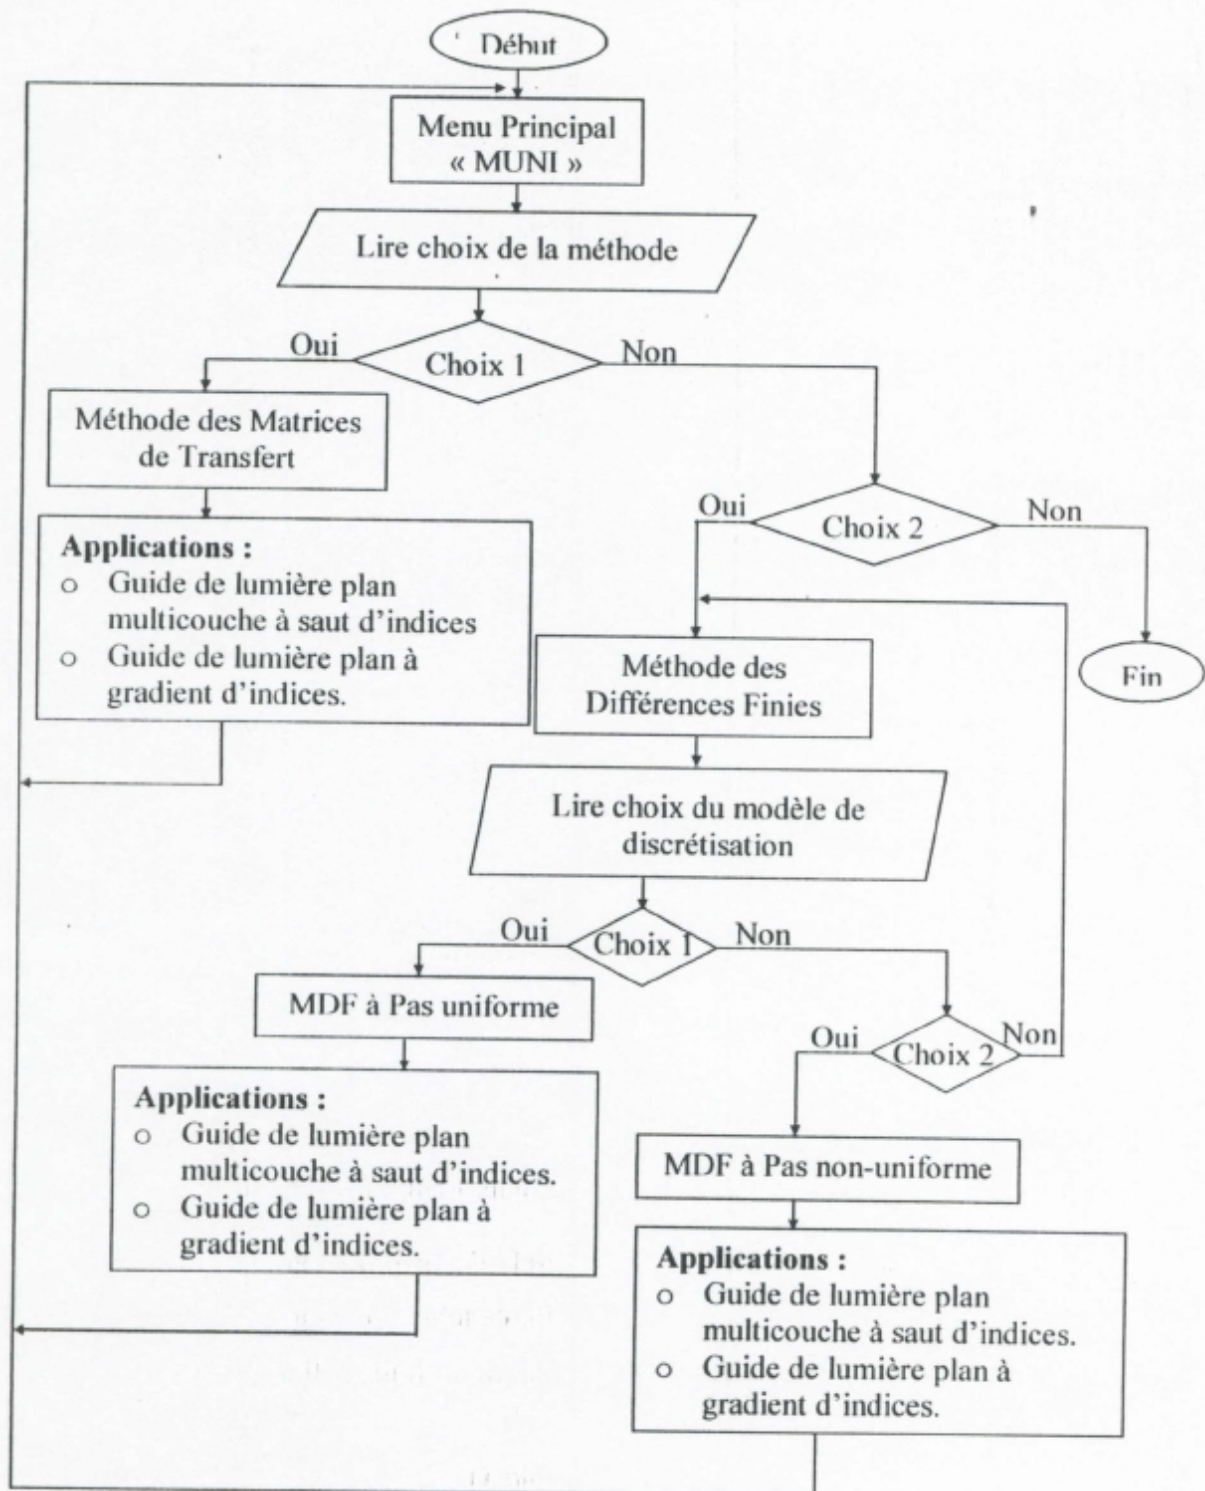 Début
Menu Principal
« MUNI »
Lire choix de la méthode
Oui
Choix 1
Non
Méthode des Matrices
de Transfert
Applications :
o Guide de lumière plan
multicouche à saut d'indices
o Guide de lumière plan à
gradient d'indices.
Oui
Choix 2
Non
Fin
Méthode des
Différences Finies
Lire choix du modèle de
discrétisation
Oui
Choix 1
Non
MDF à Pas uniforme
Applications :
o Guide de lumière plan
multicouche à saut d'indices.
o Guide de lumière plan à
gradient d'indices.
Oui
Choix 2
Non
MDF à Pas non-uniforme
Applications :
o Guide de lumière plan
multicouche à saut d'indices.
o Guide de lumière plan à
gradient d'indices.